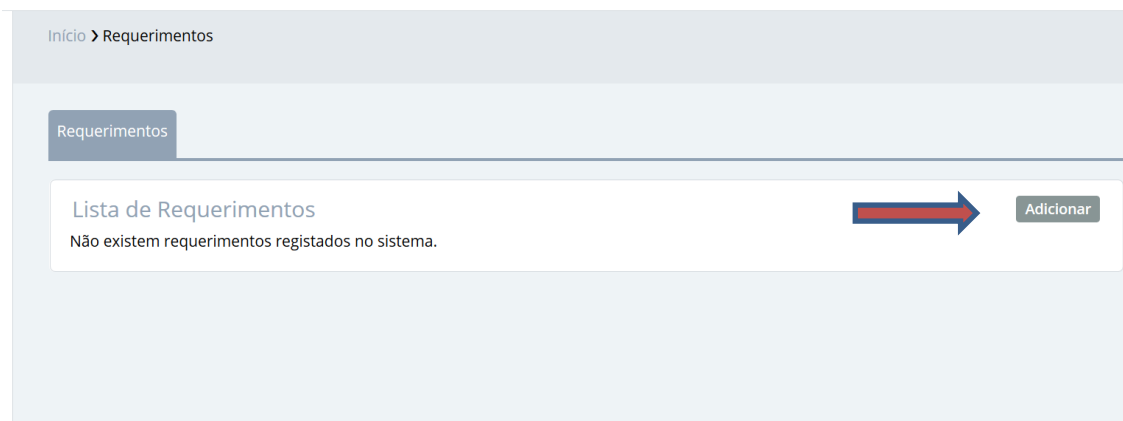 Início ❯ Requerimentos
Requerimentos
Lista de Requerimentos
Adicionar
Não existem requerimentos registados no sistema.